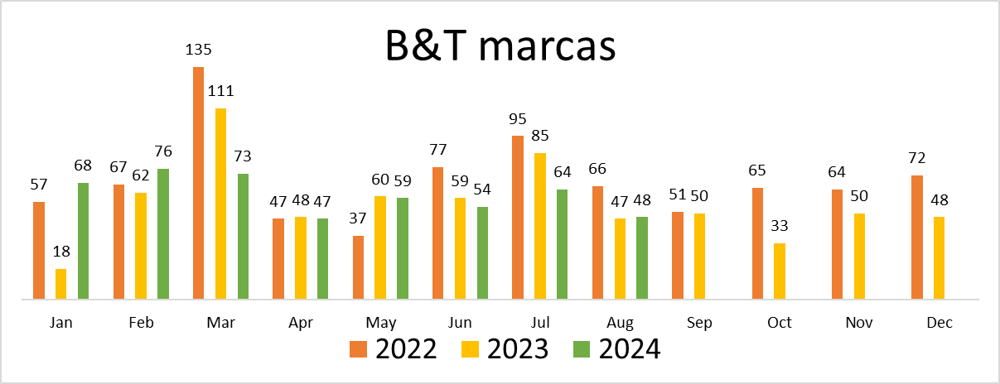 B&T marcas
57 18 68 67 62 76 135 111 73 47 48 47 37 60 59 77 59 54 95 85 64 66 47 48 51 50 65 33 64 50 72 48
Jan Feb Mar Apr May Jun Jul Aug Sep Oct Nov Dec
2022 2023 2024